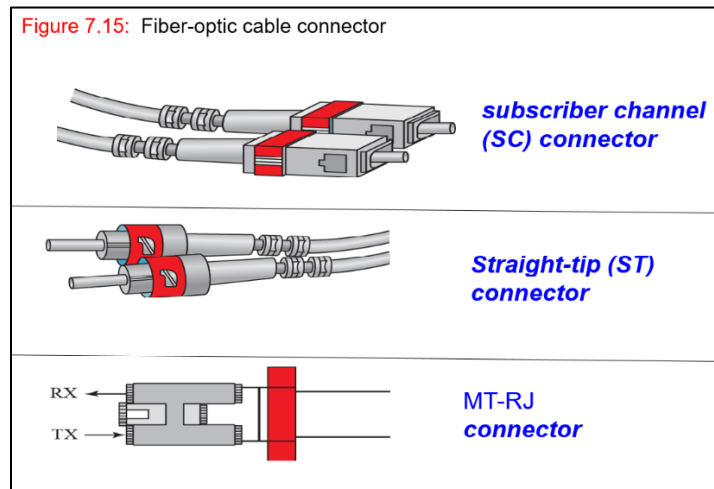 Figure 7.15: Fiber-optic cable connector
subscriber channel
(SC) connector
Straight-tip (ST)
connector
RX
TX
MT-RJ
connector